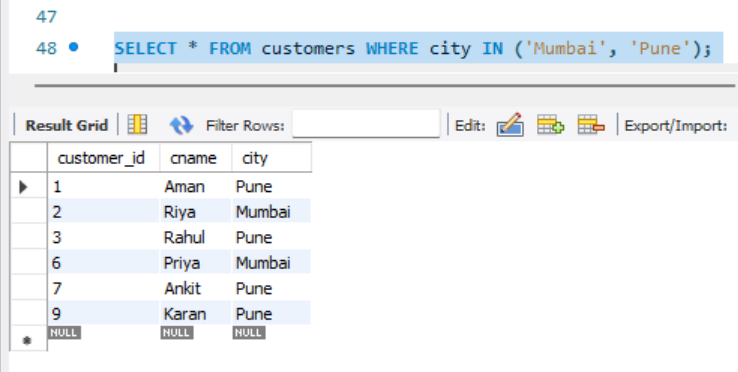 47
48 SELECT * FROM customers WHERE city IN ('Mumbai', 'Pune');
Result Grid Filter Rows: Edit: Export/Import:
customer_id cname city
1 Aman Pune
2 Riya Mumbai
3 Rahul Pune
6 Priya Mumbai
7 Ankit Pune
9 Karan Pune
NULL NULL NULL